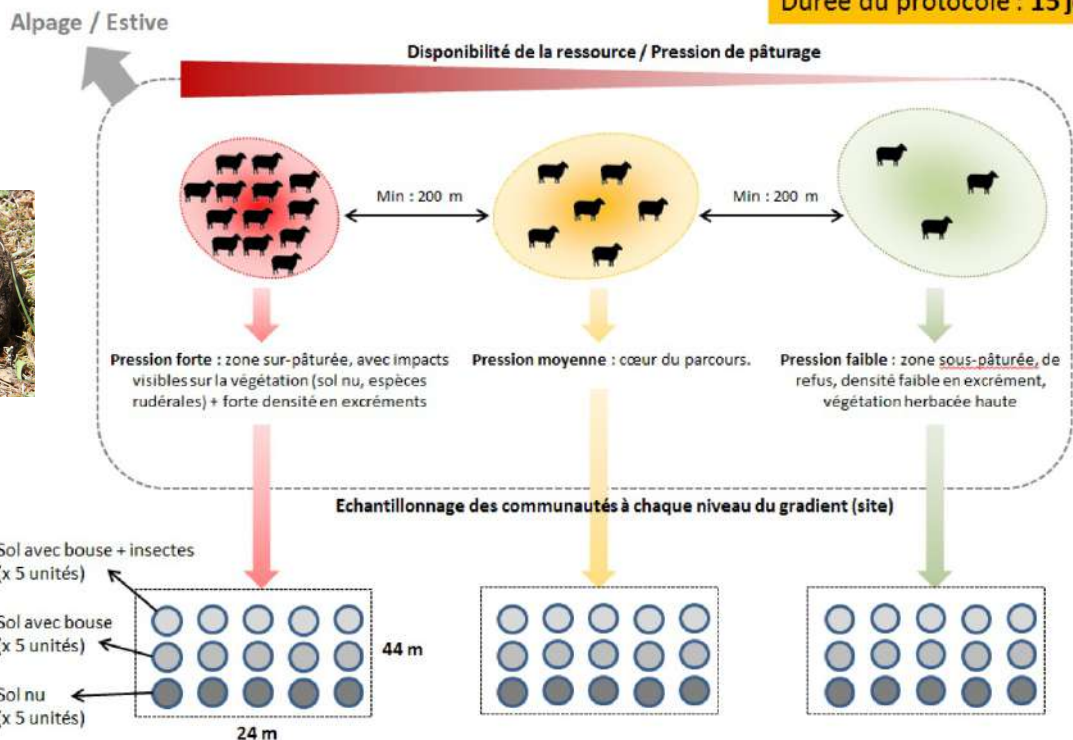 Durée du protocole : 15 j
Alpage / Estive
Disponibilité de la ressource / Pression de pâturage
Min : 200 m
Min : 200 m
Pression forte : zone sur-pâturée, avec impacts
visibles sur la végétation (sol nu, espèces
rudérales) + forte densité en excréments
Pression moyenne : cœur du parcours.
Pression faible : zone sous-pâturée, de
refus, densité faible en excrément,
végétation herbacée haute
Echantillonnage des communautés à chaque niveau du gradient (site)
Sol avec bouse + insectes
(x 5 unités)
Sol avec bouse
(x 5 unités)
Sol nu
(x 5 unités)
44 m
24 m